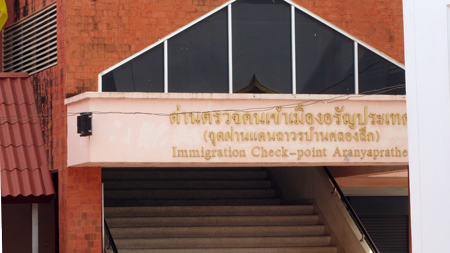 ด่านตรวจคนเข้าเมืองอรัญประเทศ
(จุดผ่านแดนถาวรบ้านคลองลึก)
Immigration Check-point Aranyaprathe